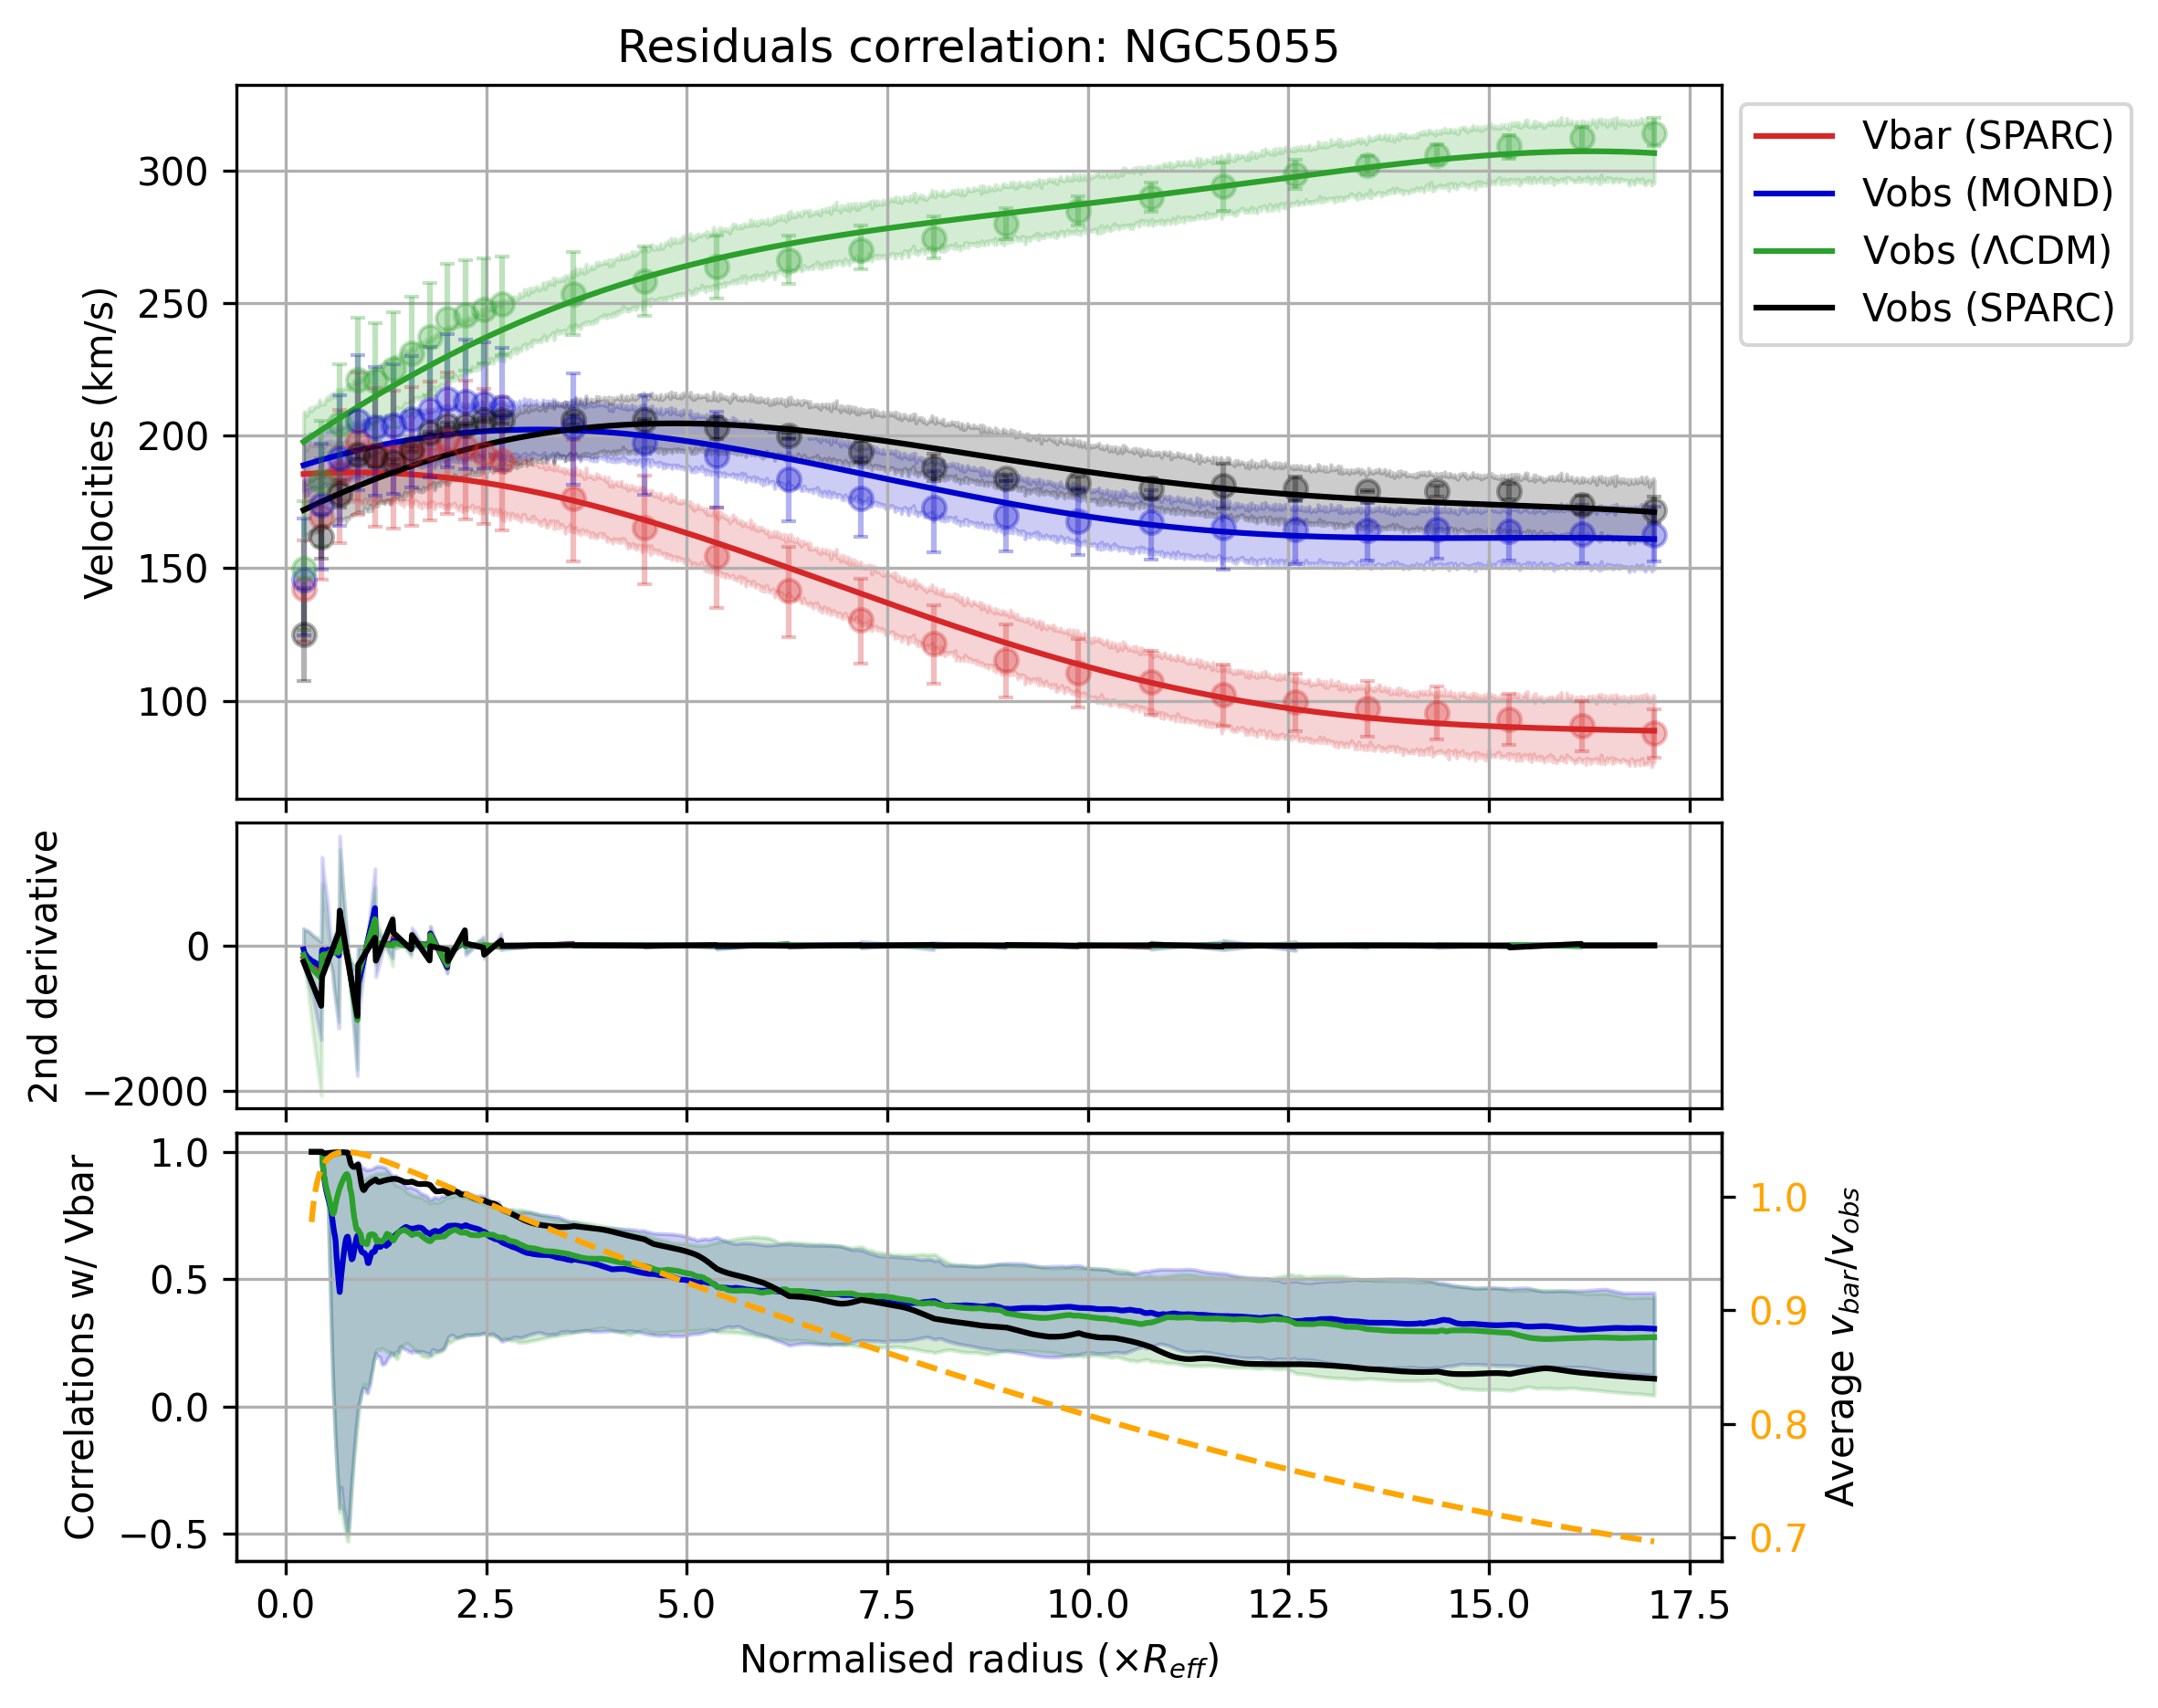 Residuals correlation: NGC5055
Velocities (km/s)
300
250
200
150
100
Vbar (SPARC)
Vobs (MOND)
Vobs (ΛCDM)
Vobs (SPARC)
2nd derivative
0
−2000
Correlations w/ Vbar
1.0
0.5
0.0
−0.5
1.0
0.9
0.8
0.7
Average v_bar/v_obs
0.0 2.5 5.0 7.5 10.0 12.5 15.0 17.5
Normalised radius (×R_eff)